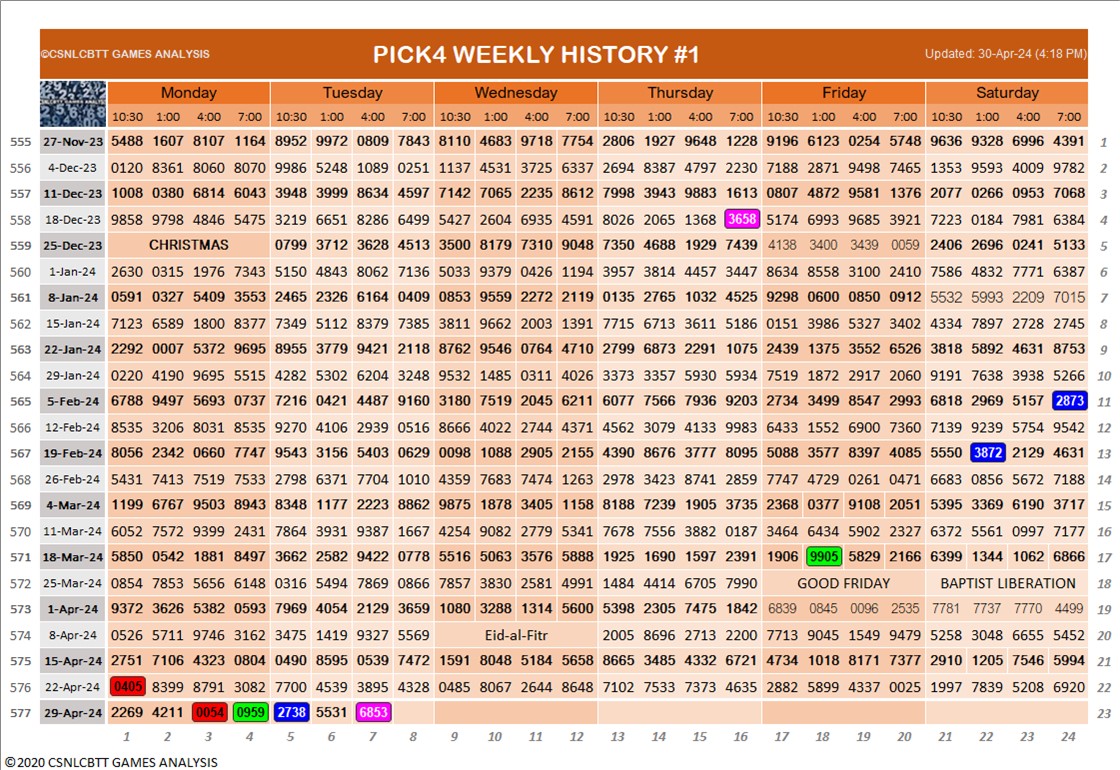 ©CSNLCBTT GAMES ANALYSIS PICK4 WEEKLY HISTORY #1 Updated: 30-Apr-24 (4:18 PM)
Monday Tuesday Wednesday Thursday Friday Saturday
10:30 1:00 4:00 7:00 10:30 1:00 4:00 7:00 10:30 1:00 4:00 7:00 10:30 1:00 4:00 7:00 10:30 1:00 4:00 7:00 10:30 1:00 4:00 7:00
555 27-Nov-23 5488 1607 8107 1164 8952 9972 0809 7843 8110 4683 9718 7754 2806 1927 9648 1228 9196 6123 0254 5748 9636 9328 6996 4391 1
556 4-Dec-23 0120 8361 8060 8070 9986 5248 1089 0251 1137 4531 3725 6337 2694 8387 4797 2230 7188 2871 9498 7465 1353 9593 4009 9782 2
557 11-Dec-23 1008 0380 6814 6043 3948 3999 8634 4597 7142 7065 2235 8612 7998 3943 9883 1613 0807 4872 9581 1376 2077 0266 0953 7068 3
558 18-Dec-23 9858 9798 4846 5475 3219 6651 8286 6499 5427 2604 6935 4591 8026 2065 1368 3658 5174 6993 9685 3921 7223 0184 7981 6384 4
559 25-Dec-23 CHRISTMAS 0799 3712 3628 4513 3500 8179 7310 9048 7350 4688 1929 7439 4138 3400 3439 0059 2406 2696 0241 5133 5
560 1-Jan-24 2630 0315 1976 7343 5150 4843 8062 7136 5033 9379 0426 1194 3957 3814 4457 3447 8634 8558 3100 2410 7586 4832 7771 6387 6
561 8-Jan-24 0591 0327 5409 3553 2465 2326 6164 0409 0853 9559 2272 2119 0135 2765 1032 4525 9298 0600 0850 0912 5532 5993 2209 7015 7
562 15-Jan-24 7123 6589 1800 8377 7349 5112 8379 7385 3811 9662 2003 1391 7715 6713 3611 5186 0151 3986 5327 3402 4334 7897 2728 2745 8
563 22-Jan-24 2292 0007 5372 9695 8955 3779 9421 2118 8762 9546 0764 4710 2799 6873 2291 1075 2439 1375 3552 6526 3818 5892 4631 8753 9
564 29-Jan-24 0220 4190 9695 5515 4282 5302 6204 3248 9532 1485 0311 4026 3373 3357 5930 5934 7519 1872 2917 2060 9191 7638 3938 5266 10
565 5-Feb-24 6788 9497 5693 0737 7216 0421 4487 9160 3180 7519 2045 6211 6077 7566 7936 9203 2734 3499 8547 2993 6818 2969 5157 2873 11
566 12-Feb-24 8535 3206 8031 8535 9270 4106 2939 0516 8666 4022 2744 4371 4562 3079 4133 9983 6433 1552 6900 7360 7139 9239 5754 9542 12
567 19-Feb-24 8056 2342 0660 7747 9543 3156 5403 0629 0098 1088 2905 2155 4390 8676 3777 8095 5088 3577 8397 4085 5550 3872 2129 4631 13
568 26-Feb-24 5431 7413 7519 7533 2798 6371 7704 1010 4359 7683 7474 1263 2978 3423 8741 2859 7747 4729 0261 0471 6683 0856 5672 7188 14
569 4-Mar-24 1199 6767 9503 8943 8348 1177 2223 8862 9875 1878 3405 1158 8188 7239 1905 3735 2368 0377 9108 2051 5395 3369 6190 3717 15
570 11-Mar-24 6052 7572 9399 2431 7864 3931 9387 1667 4254 9082 2779 5341 7678 7556 3882 0187 3464 6434 5902 2327 6372 5561 0997 7177 16
571 18-Mar-24 5850 0542 1881 8497 3662 2582 9422 0778 5516 5063 3576 5888 1925 1690 1597 2391 1906 9905 5829 2166 6399 1344 1062 6866 17
572 25-Mar-24 0854 7853 5656 6148 0316 5494 7869 0866 7857 3830 2581 4991 1484 4414 6705 7990 GOOD FRIDAY BAPTIST LIBERATION 18
573 1-Apr-24 9372 3626 5382 0593 7969 4054 2129 3659 1080 3288 1314 5600 5398 2305 7475 1842 6839 0845 0096 2535 7781 7737 7770 4499 19
574 8-Apr-24 0526 5711 9746 3162 3475 1419 9327 5569 Eid-al-Fitr 2005 8696 2713 2200 7713 9045 1549 9479 5258 3048 6655 5452 20
575 15-Apr-24 2751 7106 4323 0804 0490 8595 0539 7472 1591 8048 5184 5658 8665 3485 4332 6721 4734 1018 8171 7377 2910 1205 7546 5994 21
576 22-Apr-24 0405 8399 8791 3082 7700 4539 3895 4328 0485 8067 2644 8648 7102 7533 7373 4635 2882 5899 4337 0025 1997 7839 5208 6920 22
577 29-Apr-24 2269 4211 0054 0959 2738 5531 6853 23
1 2 3 4 5 6 7 8 9 10 11 12 13 14 15 16 17 18 19 20 21 22 23 24
©2020 CSNLCBTT GAMES ANALYSIS